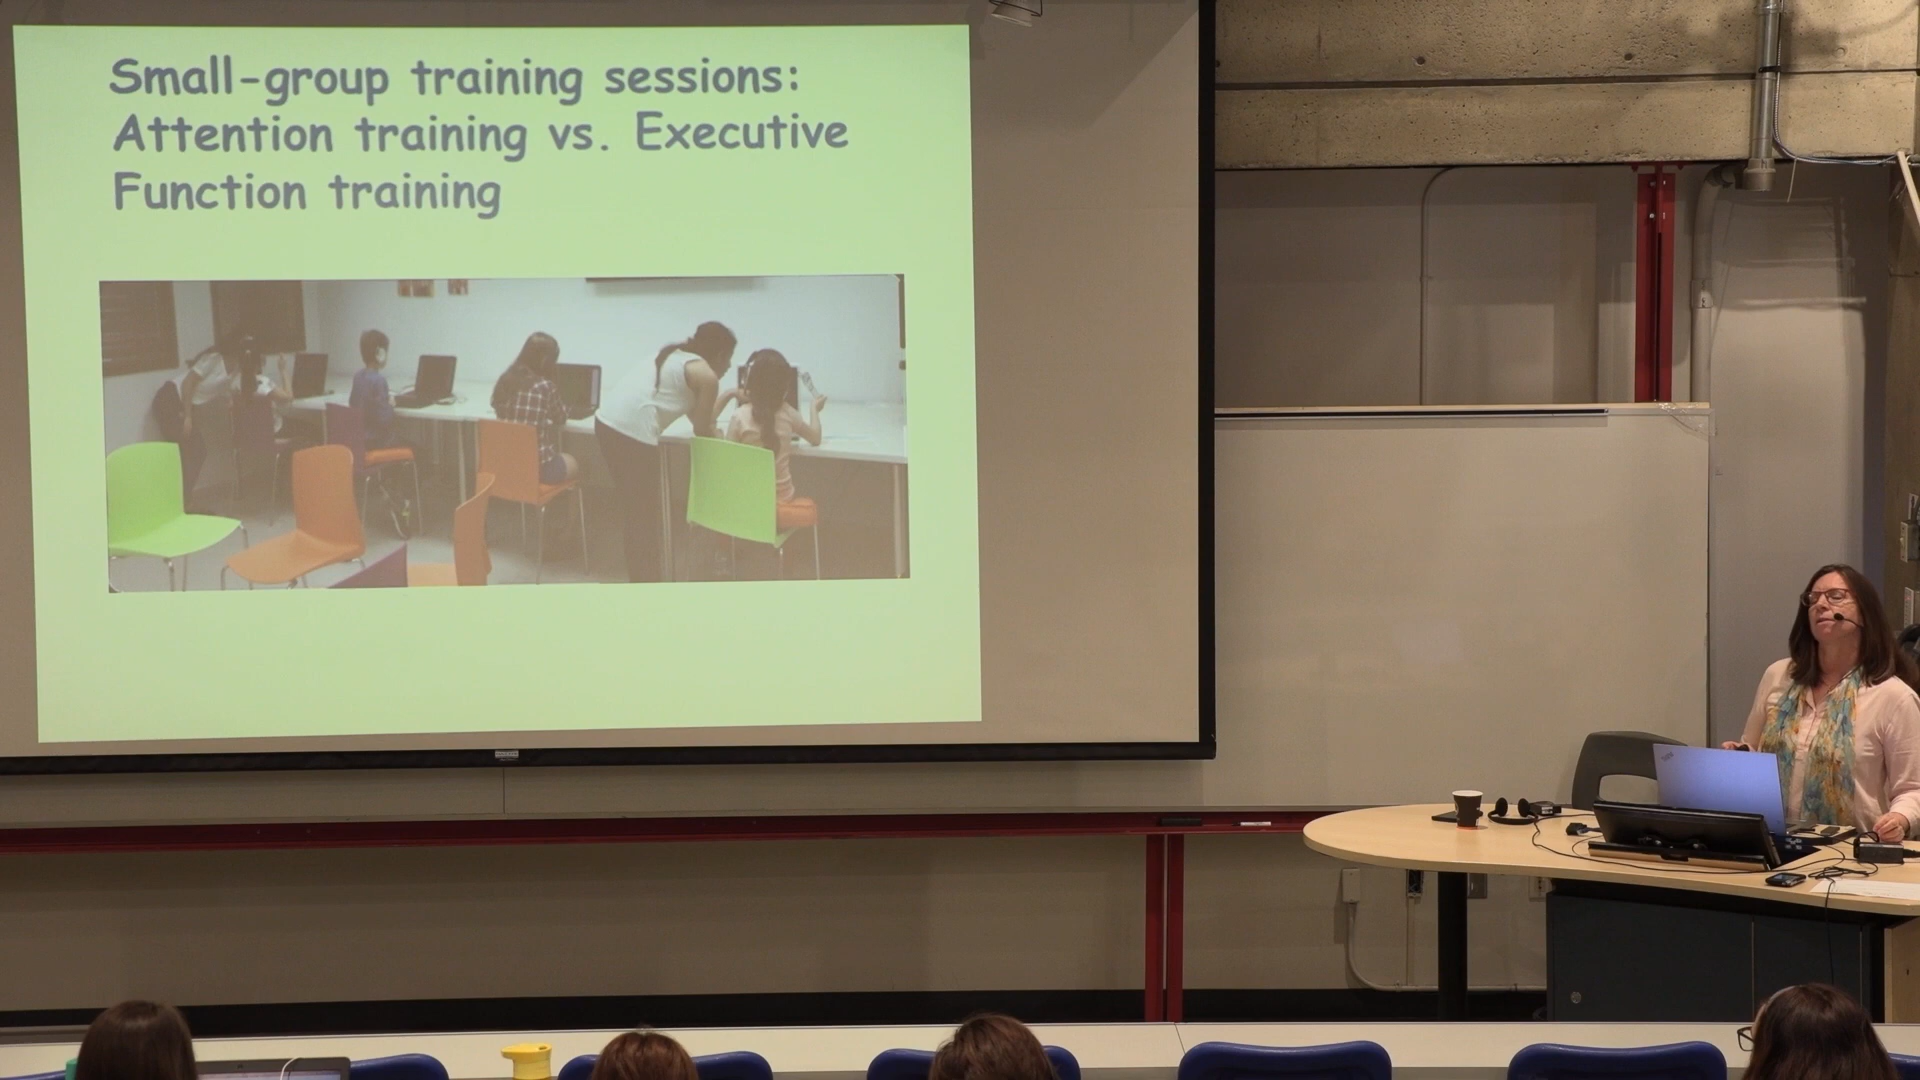 Small-group training sessions:
Attention training vs. Executive
Function training